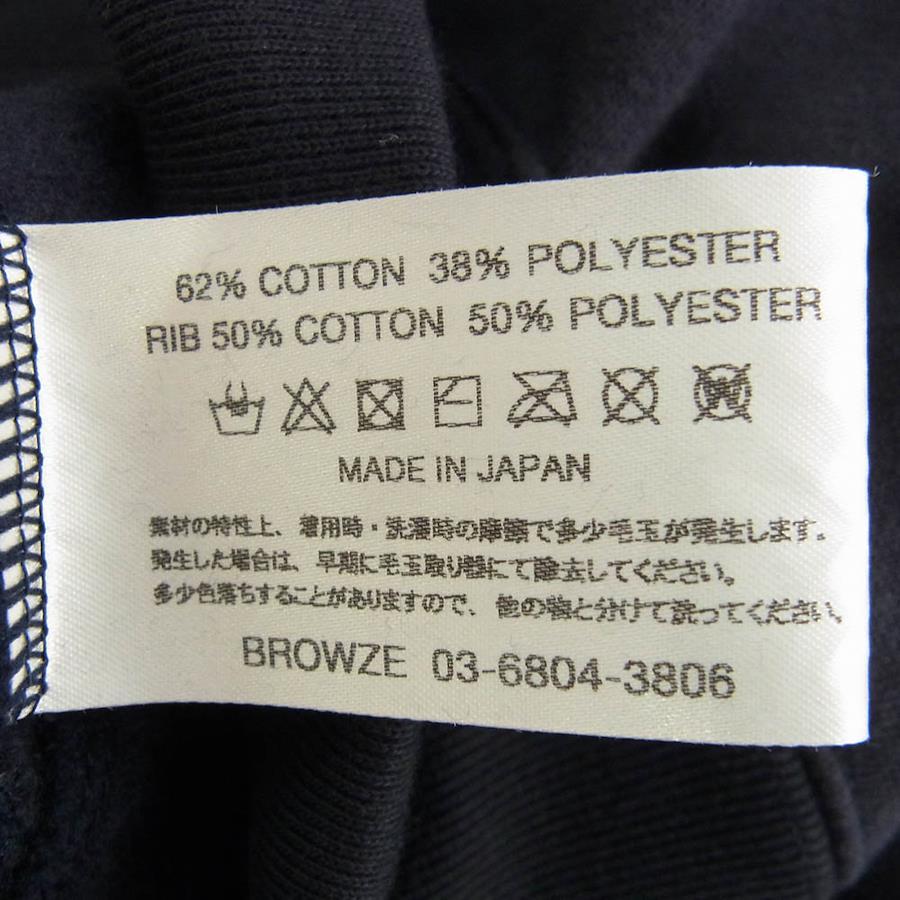 62% COTTON 38% POLYESTER
RIB 50% COTTON 50% POLYESTER
MADE IN JAPAN
素材の特性上、着用時・洗濯時の摩擦で多少毛玉が発生します。
発生した場合は、早期に毛玉取り器にて除去してください。
多少色落ちすることがありますので、他の物と分けて洗ってください。
BROWZE 03-6804-3806